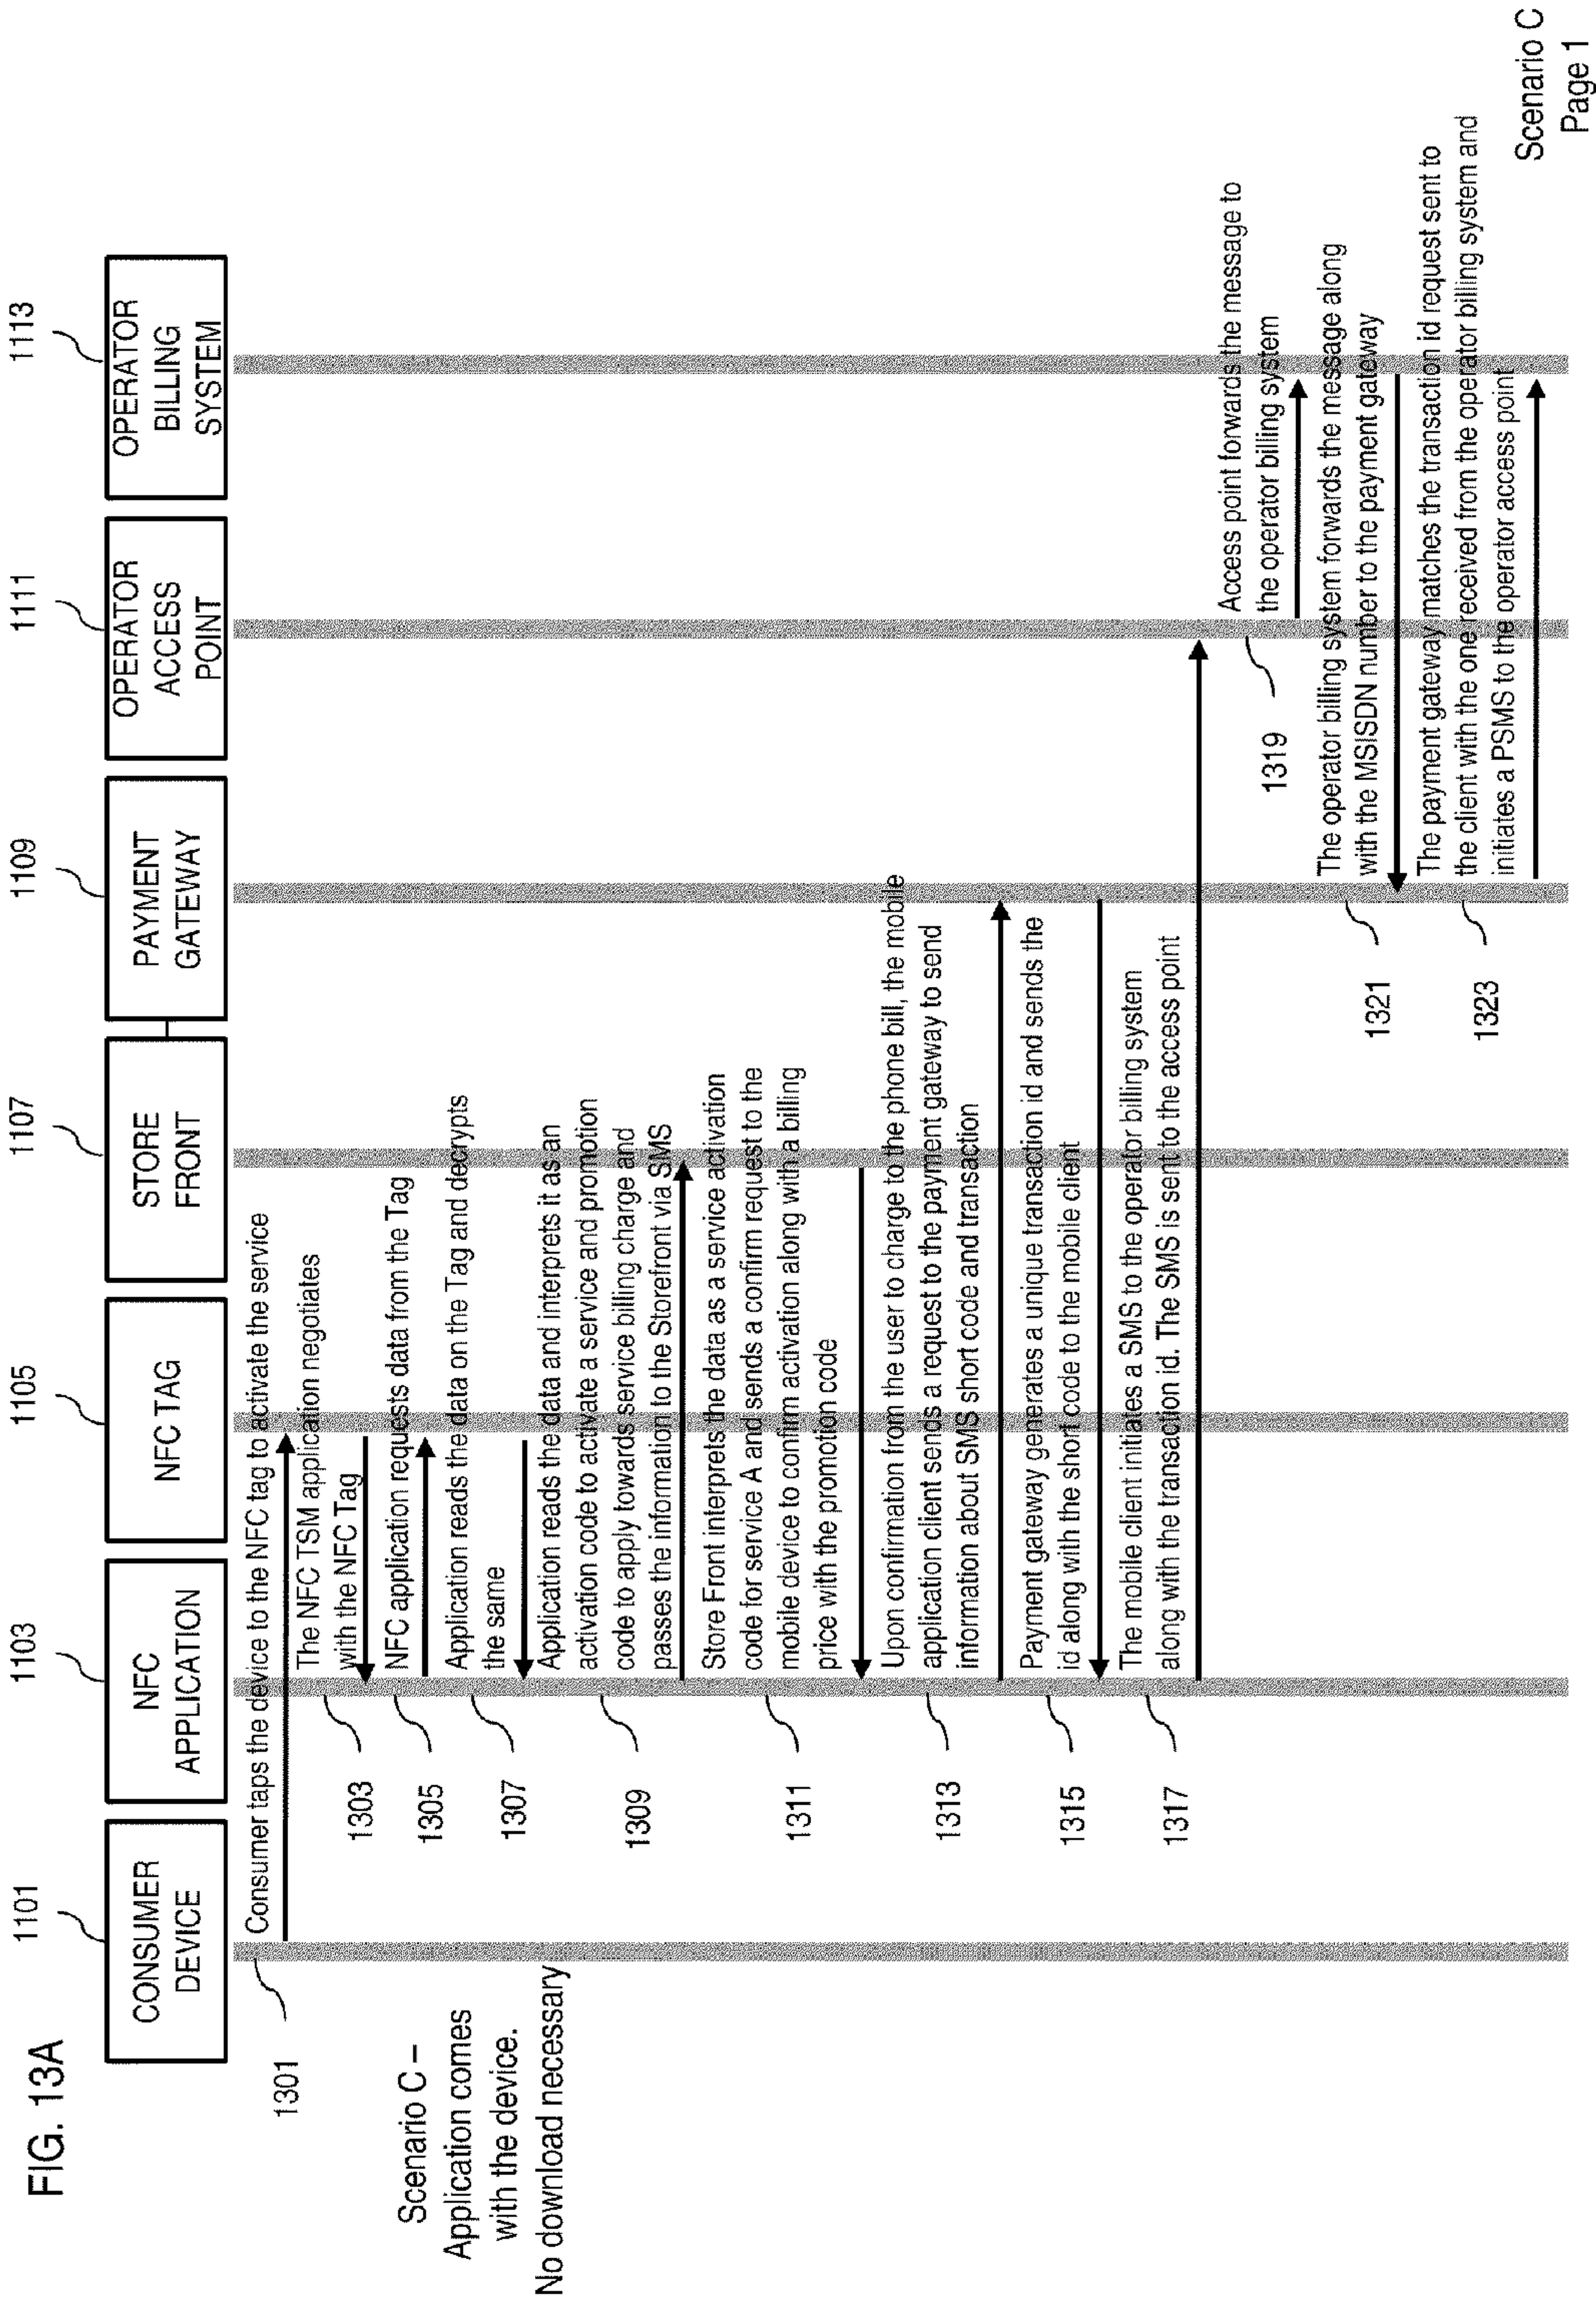 FIG. 13A
1101
1103
1105
1107
1109
1111
1113
CONSUMER
DEVICE
NFC
APPLICATION
NFC TAG
STORE
FRONT
PAYMENT
GATEWAY
OPERATOR
ACCESS
POINT
OPERATOR
BILLING
SYSTEM
Scenario C –
Application comes
with the device.
No download necessary
1301
Consumer taps the device to the NFC tag to activate the service
1303
The NFC TSM application negotiates
with the NFC Tag
1305
NFC application requests data from the Tag
1307
Application reads the data on the Tag and decrypts
the same
1309
Application reads the data and interprets it as an
activation code to activate a service and promotion
code to apply towards service billing charge and
passes the information to the Storefront via SMS
1311
Store Front interprets the data as a service activation
code for service A and sends a confirm request to the
mobile device to confirm activation along with a billing
price with the promotion code
1313
Upon confirmation from the user to charge to the phone bill, the mobile
application client sends a request to the payment gateway to send
information about SMS short code and transaction
1315
Payment gateway generates a unique transaction id and sends the
id along with the short code to the mobile client
1317
The mobile client initiates a SMS to the operator billing system
along with the transaction id. The SMS is sent to the access point
1319
Access point forwards the message to
the operator billing system
1321
The operator billing system forwards the message along
with the MSISDN number to the payment gateway
1323
The payment gateway matches the transaction id request sent to
the client with the one received from the operator billing system and
initiates a PSMS to the operator access point
Scenario C
Page 1